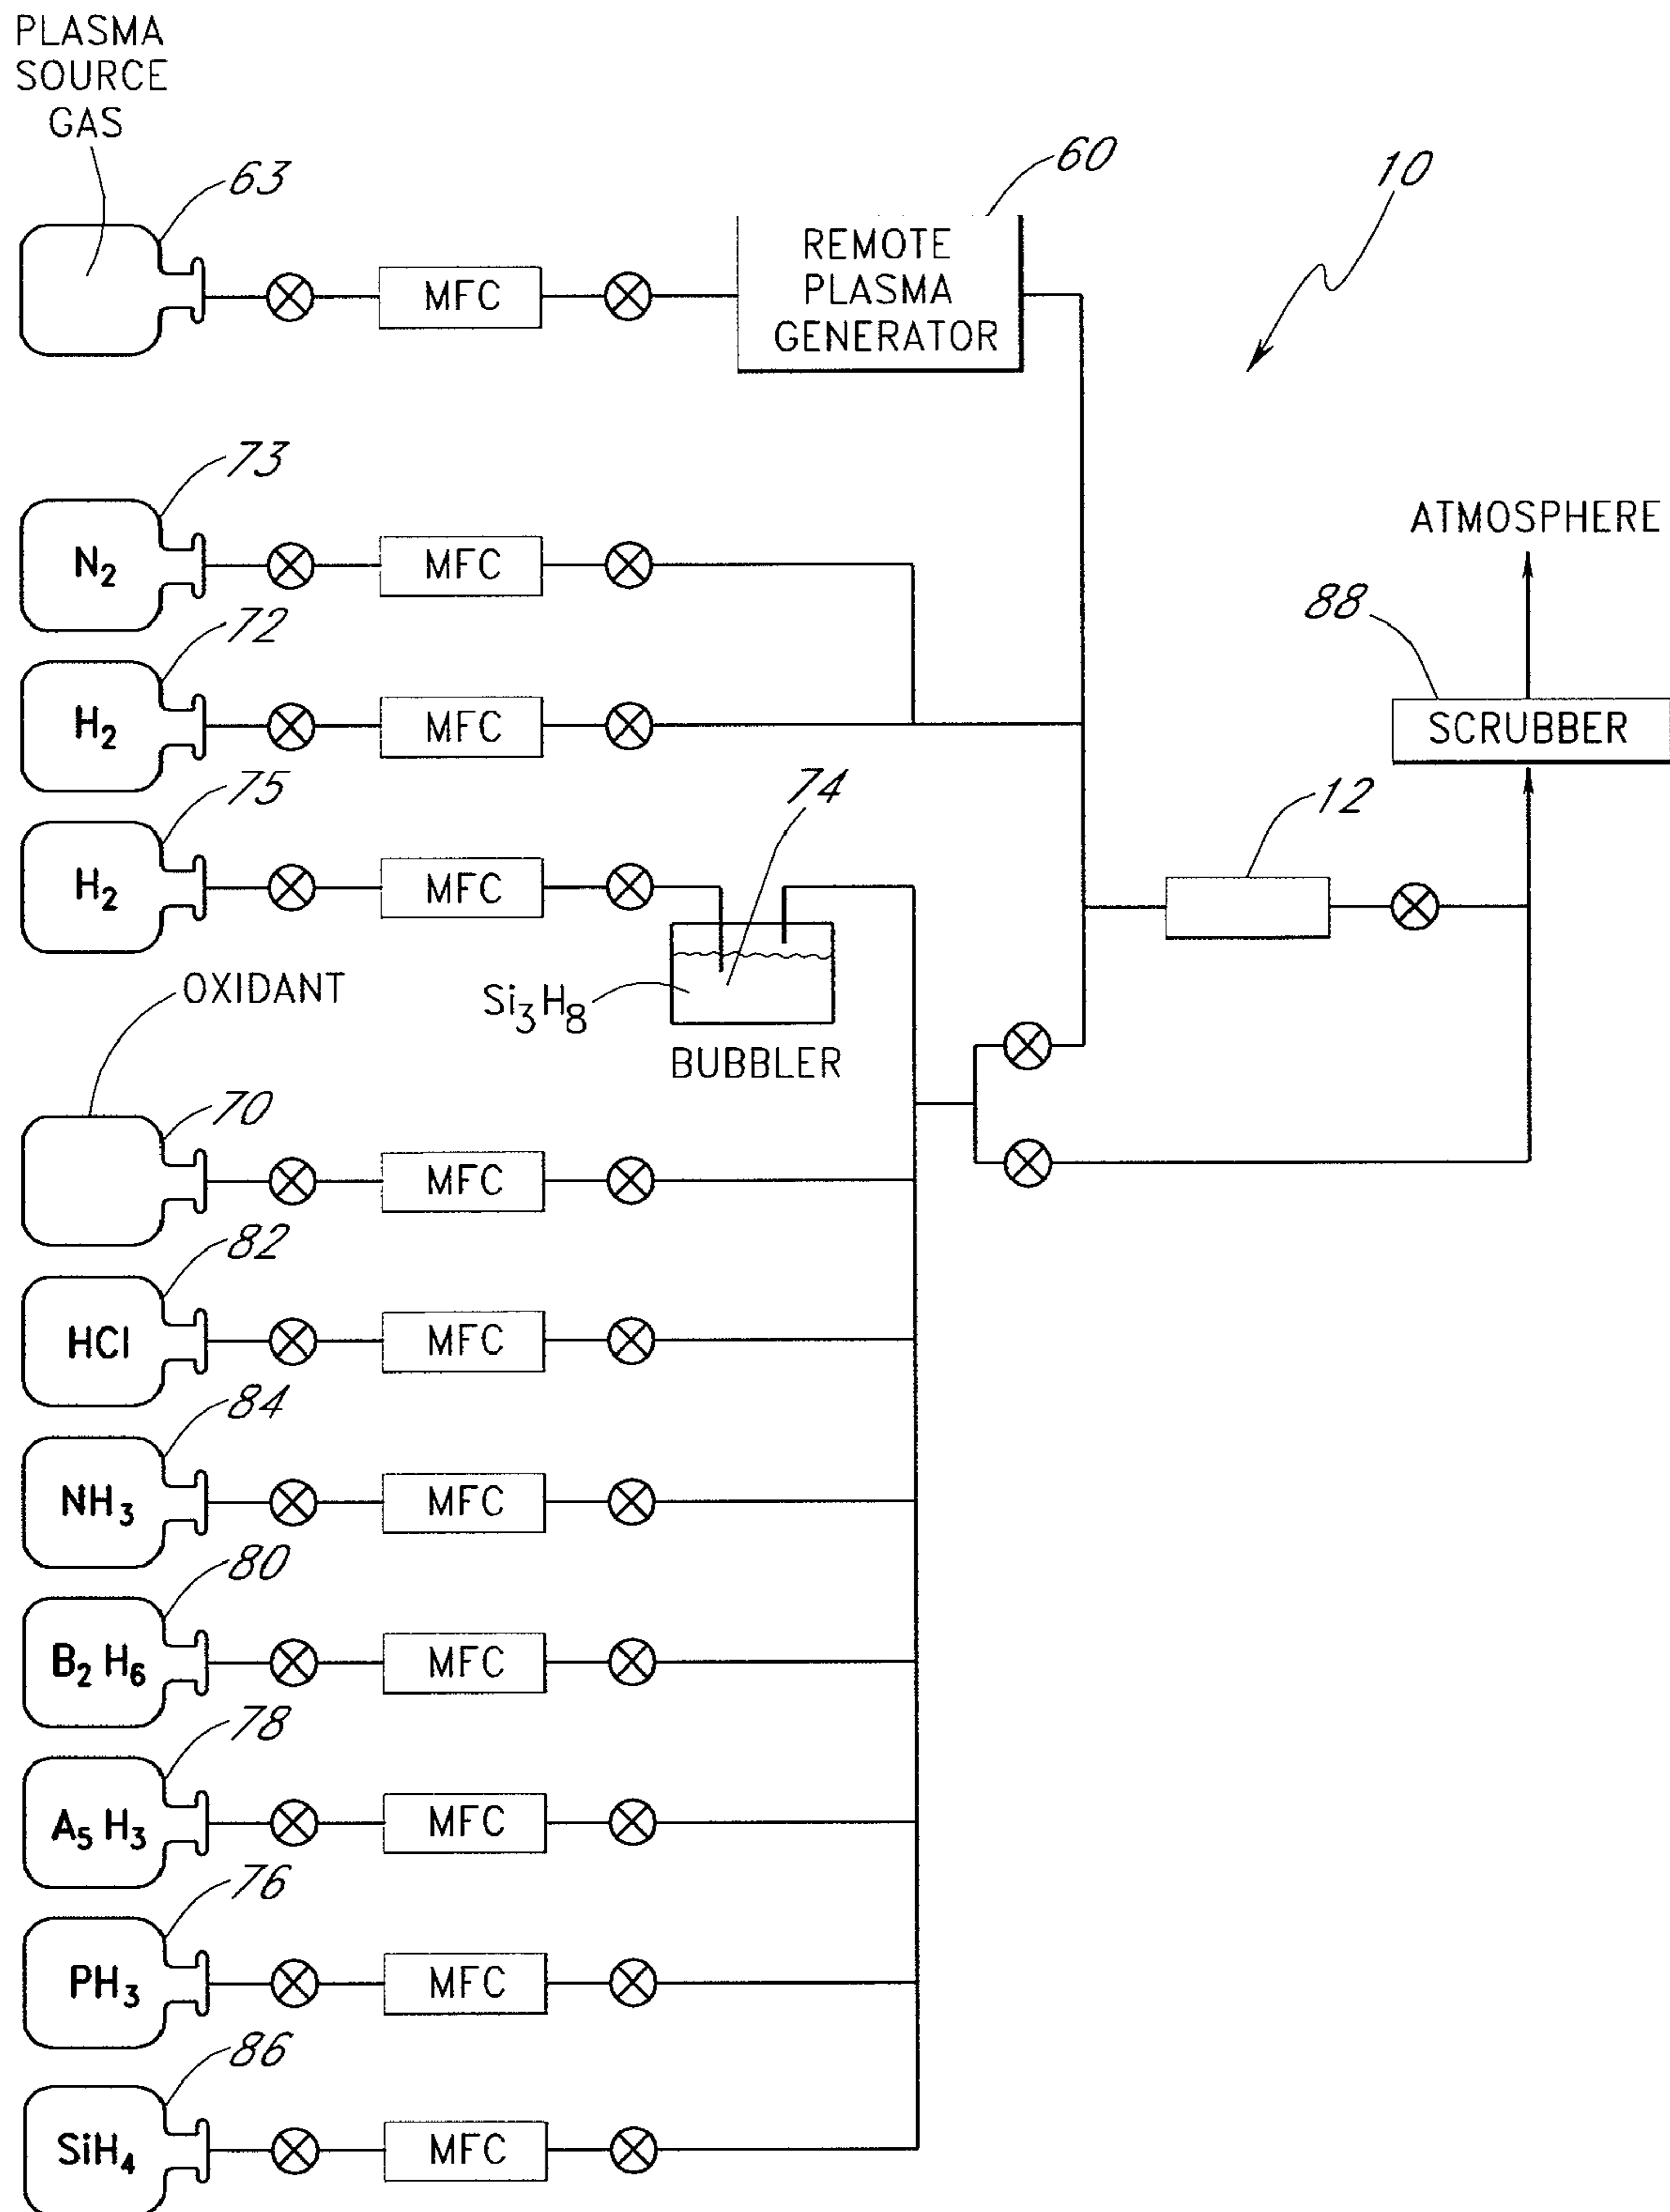 PLASMA
SOURCE
GAS
63
60
10
MFC
REMOTE
PLASMA
GENERATOR
73
N2
MFC
ATMOSPHERE
72
88
H2
MFC
SCRUBBER
75
74
12
H2
MFC
OXIDANT
Si3H8
BUBBLER
70
MFC
82
HCl
MFC
84
NH3
MFC
80
B2 H6
MFC
78
A5 H3
MFC
76
PH3
MFC
86
SiH4
MFC